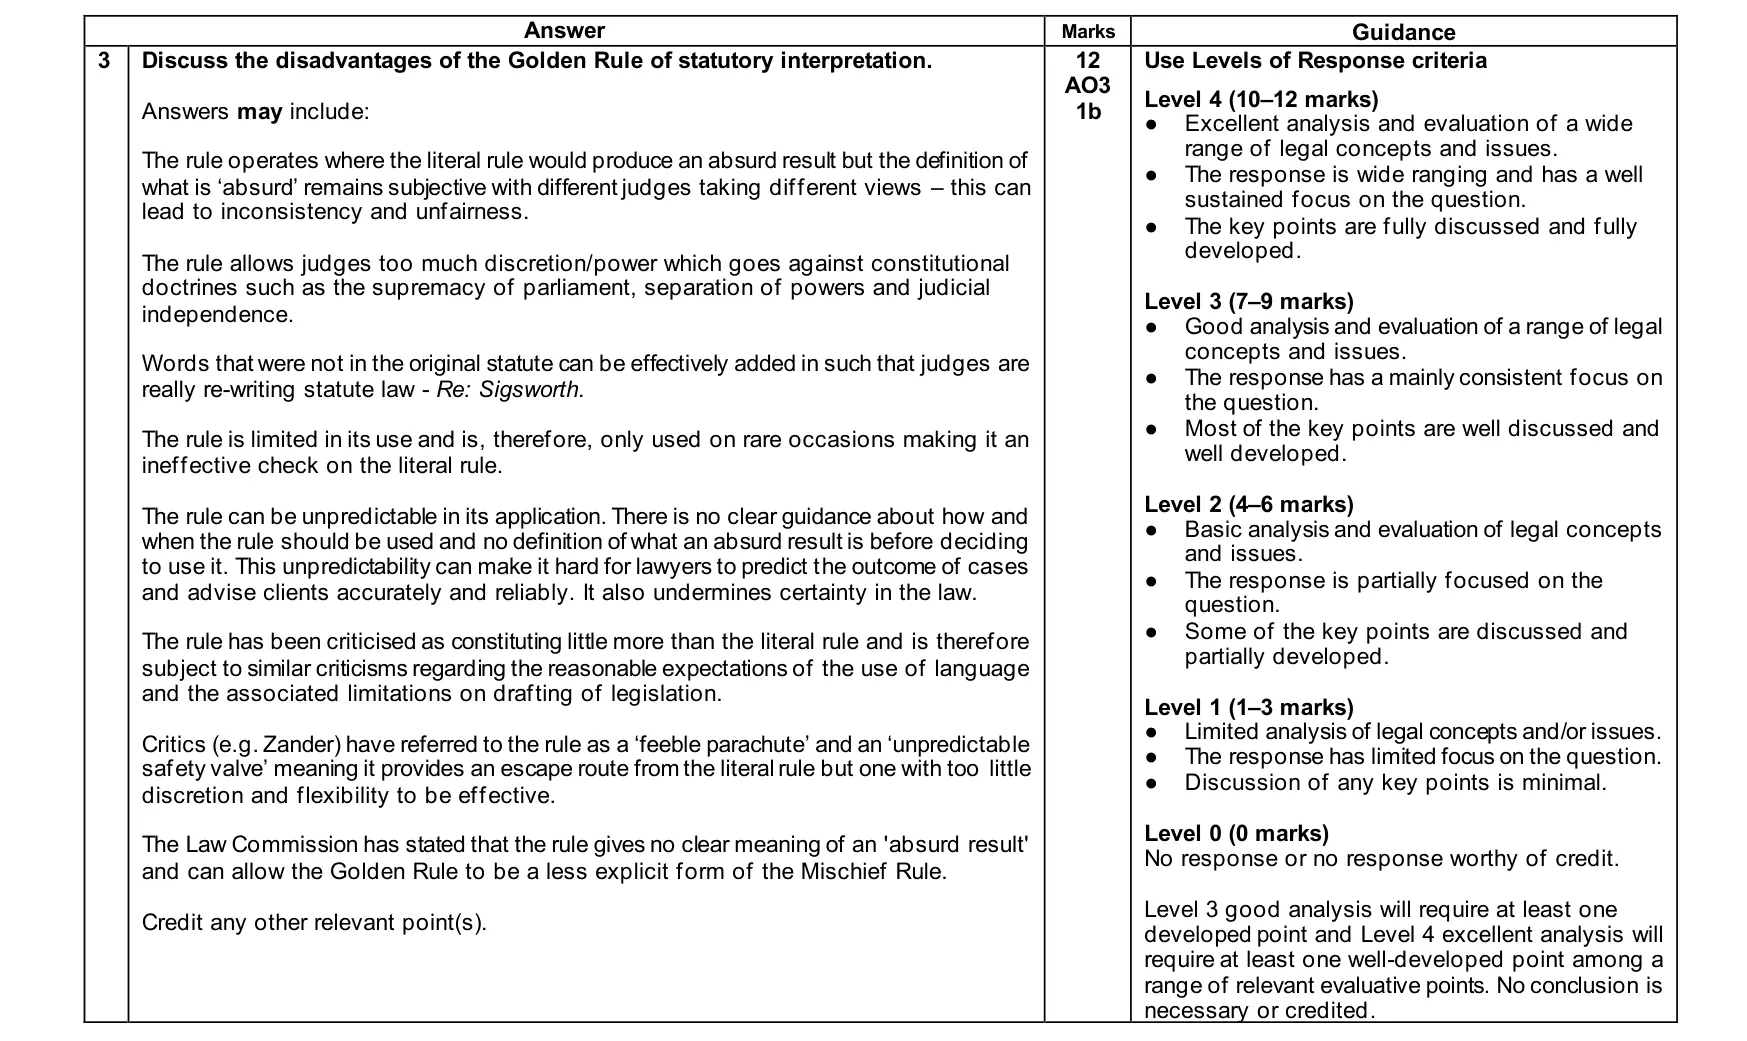 Answer
Marks
Guidance
3
Discuss the disadvantages of the Golden Rule of statutory interpretation.
Answers may include:
The rule operates where the literal rule would produce an absurd result but the definition of
what is ‘absurd’ remains subjective with different judges taking different views – this can
lead to inconsistency and unfairness.
The rule allows judges too much discretion/power which goes against constitutional
doctrines such as the supremacy of parliament, separation of powers and judicial
independence.
Words that were not in the original statute can be effectively added in such that judges are
really re-writing statute law - Re: Sigsworth.
The rule is limited in its use and is, therefore, only used on rare occasions making it an
ineffective check on the literal rule.
The rule can be unpredictable in its application. There is no clear guidance about how and
when the rule should be used and no definition of what an absurd result is before deciding
to use it. This unpredictability can make it hard for lawyers to predict the outcome of cases
and advise clients accurately and reliably. It also undermines certainty in the law.
The rule has been criticised as constituting little more than the literal rule and is therefore
subject to similar criticisms regarding the reasonable expectations of the use of language
and the associated limitations on drafting of legislation.
Critics (e.g. Zander) have referred to the rule as a ‘feeble parachute’ and an ‘unpredictable
safety valve’ meaning it provides an escape route from the literal rule but one with too little
discretion and flexibility to be effective.
The Law Commission has stated that the rule gives no clear meaning of an 'absurd result'
and can allow the Golden Rule to be a less explicit form of the Mischief Rule.
Credit any other relevant point(s).
12
AO3
1b
Use Levels of Response criteria
Level 4 (10–12 marks)
● Excellent analysis and evaluation of a wide
range of legal concepts and issues.
● The response is wide ranging and has a well
sustained focus on the question.
● The key points are fully discussed and fully
developed.
Level 3 (7–9 marks)
● Good analysis and evaluation of a range of legal
concepts and issues.
● The response has a mainly consistent focus on
the question.
● Most of the key points are well discussed and
well developed.
Level 2 (4–6 marks)
● Basic analysis and evaluation of legal concepts
and issues.
● The response is partially focused on the
question.
● Some of the key points are discussed and
partially developed.
Level 1 (1–3 marks)
● Limited analysis of legal concepts and/or issues.
● The response has limited focus on the question.
● Discussion of any key points is minimal.
Level 0 (0 marks)
No response or no response worthy of credit.
Level 3 good analysis will require at least one
developed point and Level 4 excellent analysis will
require at least one well-developed point among a
range of relevant evaluative points. No conclusion is
necessary or credited.